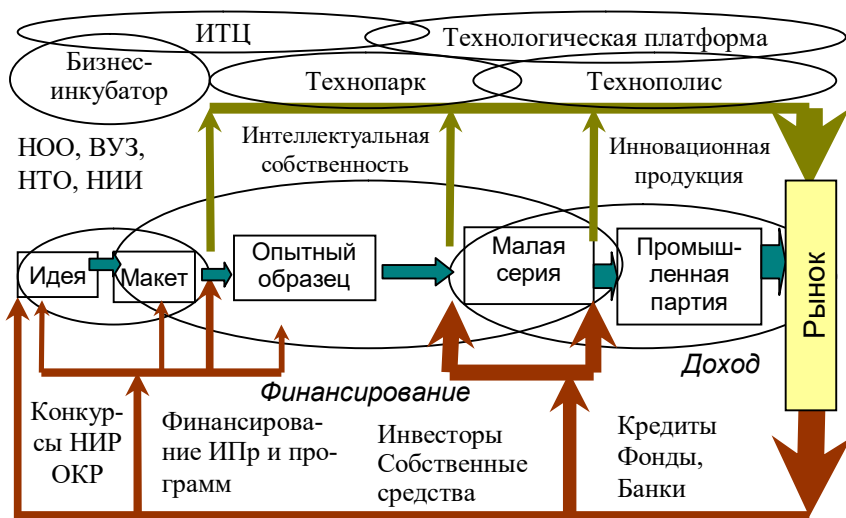 ИТЦ
Технологическая платформа
Бизнес-
инкубатор
Технопарк
Технополис
НОО, ВУЗ,
НТО, НИИ
Интеллектуальная
собственность
Инновационная
продукция
Идея
Макет
Опытный
образец
Малая
серия
Промыш-
ленная
партия
Рынок
Финансирование
Доход
Конкур-
сы НИР
ОКР
Финансирова-
ние ИПр и про-
грамм
Инвесторы
Собственные
средства
Кредиты
Фонды,
Банки